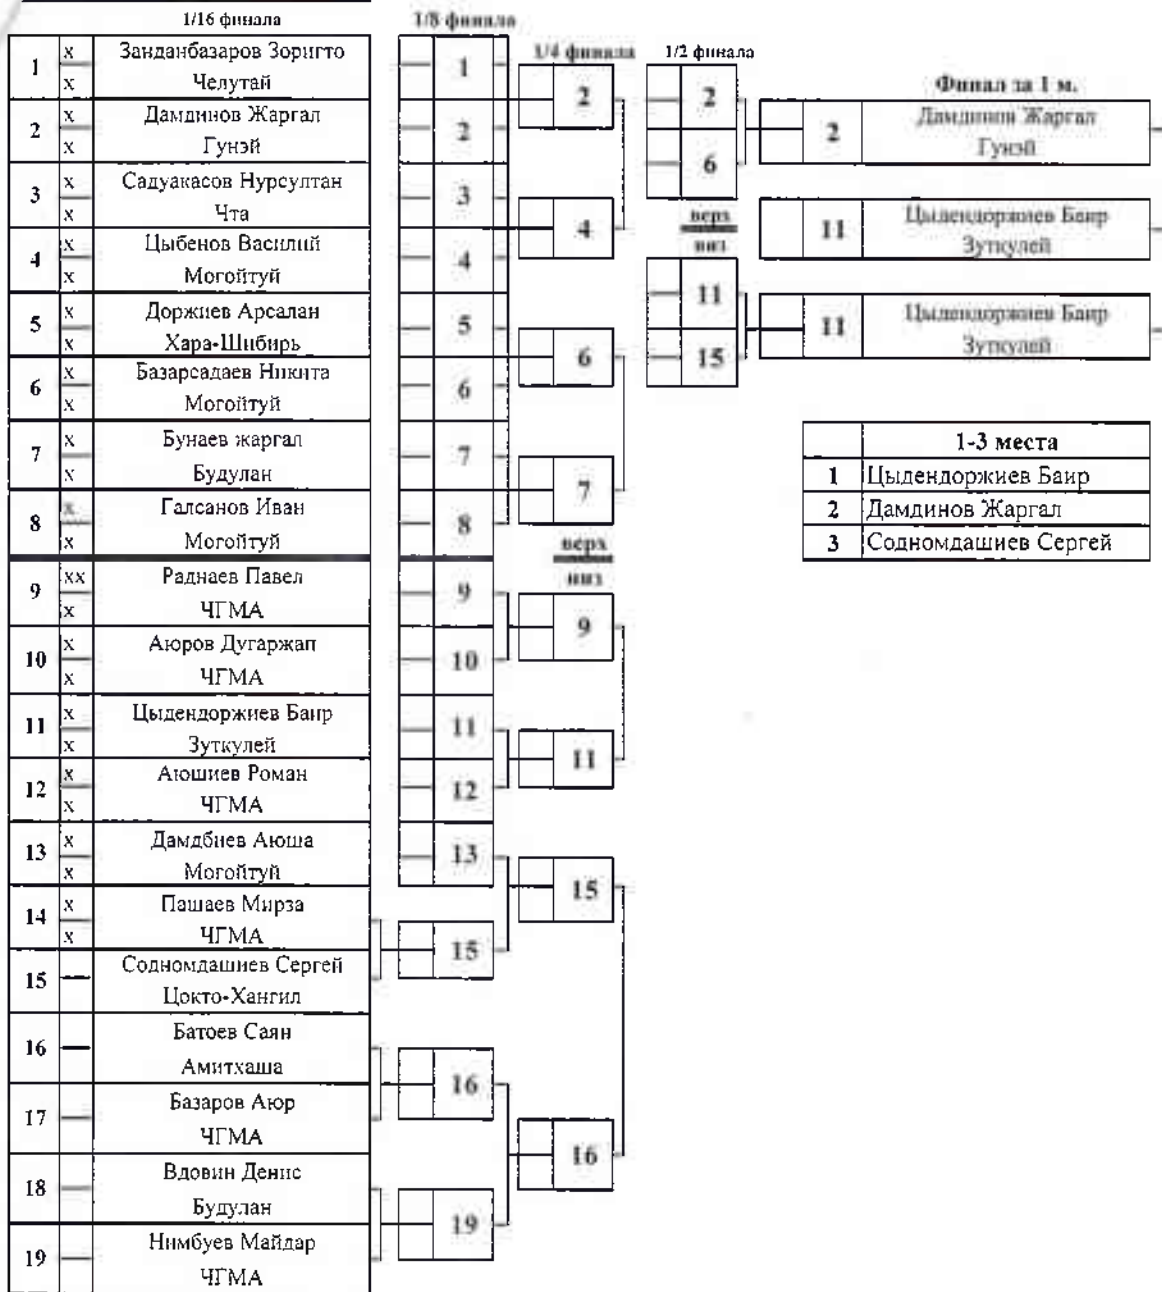 1/16 финала
1/8 финала
1/4 финала
1/2 финала
Финал за 1 м.
1 х Занданбазаров Зоригто
х Челутай
2 х Дамдинов Жаргал
х Гунэй
3 х Садуакасов Нурсултан
х Чта
4 х Цыбенов Василий
х Могойтуй
5 х Доржиев Арсалан
х Хара-Шибирь
6 х Базарсадаев Никита
х Могойтуй
7 х Бунаев жаргал
х Будулан
8 х Галсанов Иван
х Могойтуй
9 хх Раднаев Павел
х ЧГМА
10 х Аюров Дугаржап
х ЧГМА
11 х Цыдендоржиев Баир
х Зуткулей
12 х Аюшиев Роман
х ЧГМА
13 х Дамдбиев Аюша
х Могойтуй
14 х Пашаев Мирза
х ЧГМА
15 Содномдашиев Сергей
Цокто-Хангил
16 Батоев Саян
Амитхаша
17 Базаров Аюр
ЧГМА
18 Вдовин Денис
Будулан
19 Нимбуев Майдар
ЧГМА
1
2
3
4
5
6
7
8
9
10
11
12
13
15
16
19
2
4
6
7
верх
низ
9
11
15
16
2
6
верх
низ
11
15
2 Дамдинов Жаргал
Гунэй
11 Цыдендоржиев Баир
Зуткулей
11 Цыдендоржиев Баир
Зуткулей
1-3 места
1 Цыдендоржиев Баир
2 Дамдинов Жаргал
3 Содномдашиев Сергей